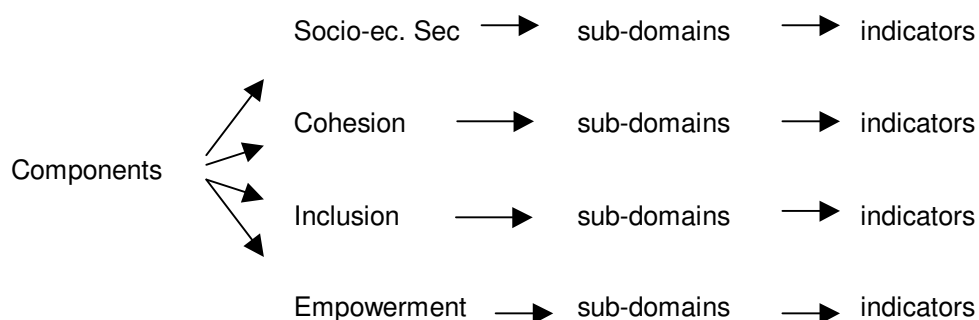 Socio-ec. Sec sub-domains indicators
Cohesion sub-domains indicators
Components
Inclusion sub-domains indicators
Empowerment sub-domains indicators